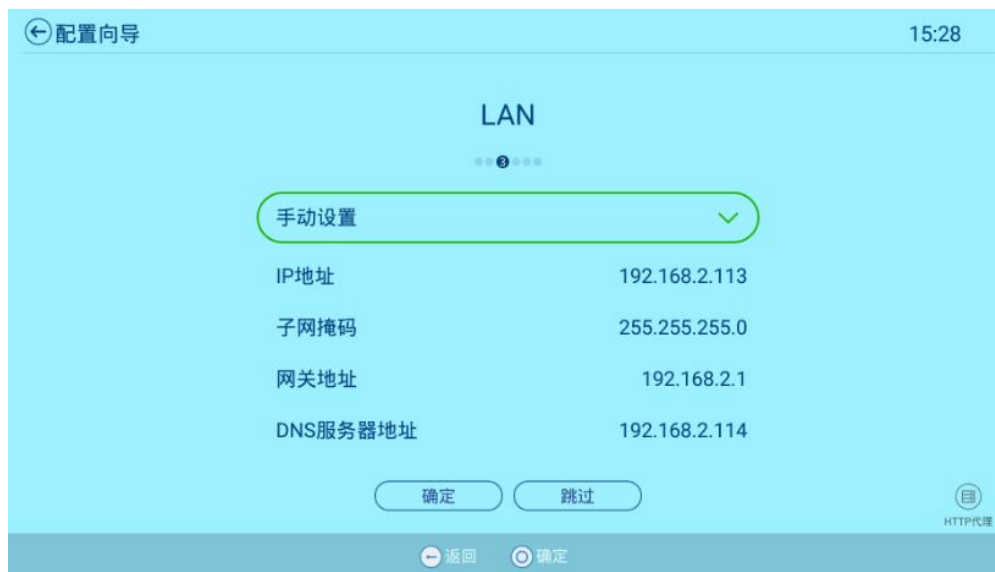 配置向导 15:28
LAN
3
手动设置
IP地址 192.168.2.113
子网掩码 255.255.255.0
网关地址 192.168.2.1
DNS服务器地址 192.168.2.114
确定 跳过
HTTP代理
返回 确定